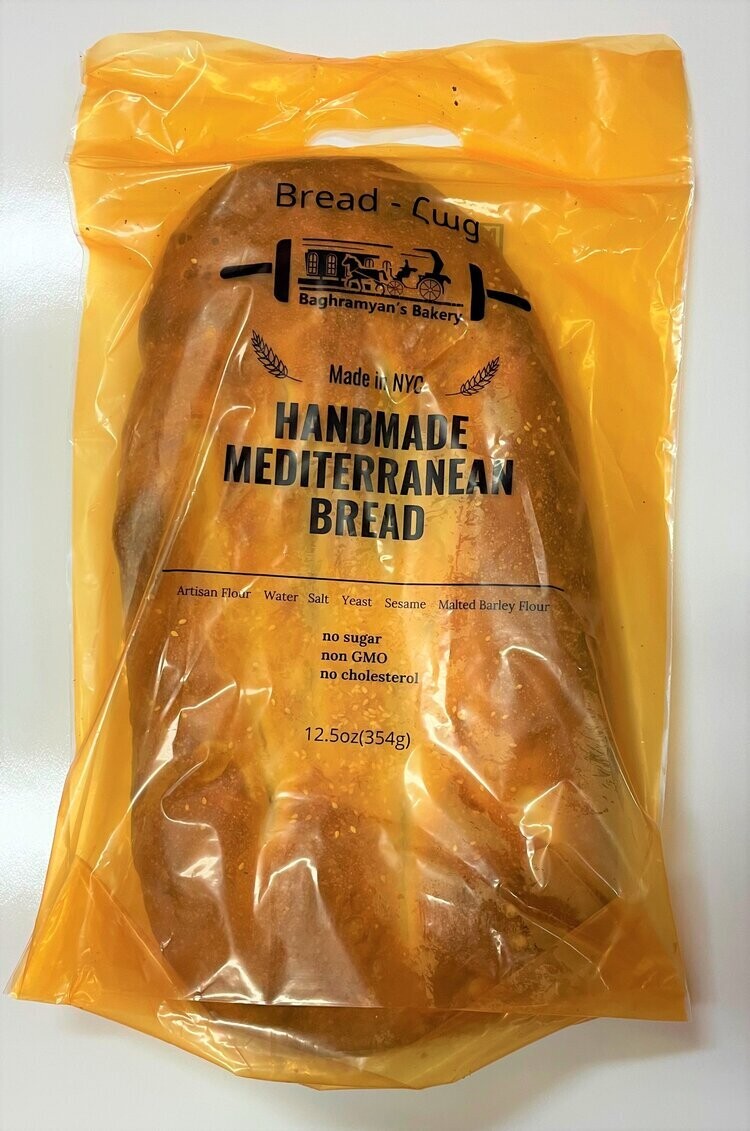 Bread - Հաց
Baghramyan's Bakery
Made in NYC
HANDMADE
MEDITERRANEAN
BREAD
Artisan Flour Water Salt Yeast Sesame Malted Barley Flour
no sugar
non GMO
no cholesterol
12.5oz(354g)